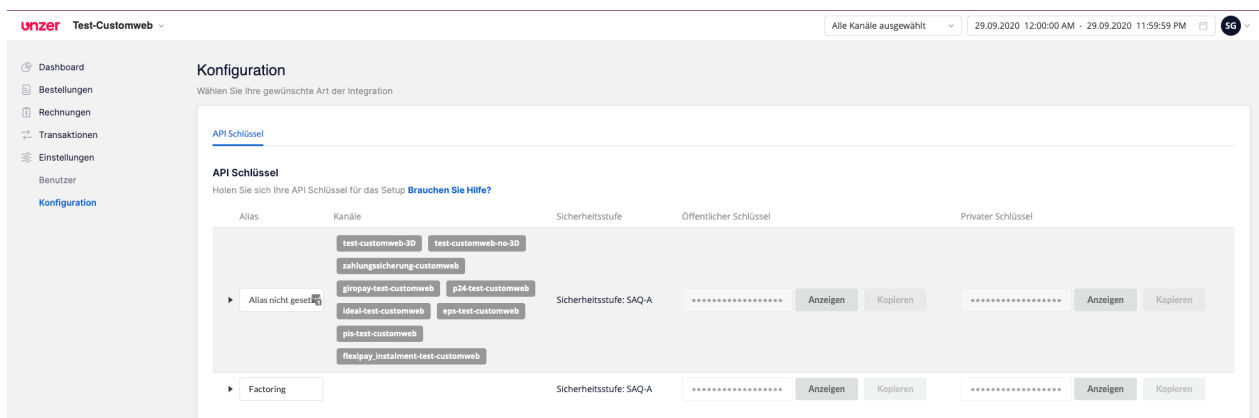 unzer Test-Customweb Alle Kanäle ausgewählt 29.09.2020 12:00:00 AM - 29.09.2020 11:59:59 PM SG
Dashboard
Bestellungen
Rechnungen
Transaktionen
Einstellungen
Benutzer
Konfiguration
Konfiguration
Wählen Sie Ihre gewünschte Art der Integration
API Schlüssel
API Schlüssel
Holen Sie sich Ihre API Schlüssel für das Setup Brauchen Sie Hilfe?
Alias Kanäle Sicherheitsstufe Öffentlicher Schlüssel Privater Schlüssel
test-customweb-3D test-customweb-no-3D
zahlungssicherung-customweb
giropay-test-customweb p24-test-customweb
Alias nicht geset Sicherheitsstufe: SAQ-A •••••••••••••••••• Anzeigen Kopieren •••••••••••••••••• Anzeigen Kopieren
ideal-test-customweb eps-test-customweb
pis-test-customweb
flexipay_instalment-test-customweb
Factoring Sicherheitsstufe: SAQ-A •••••••••••••••••• Anzeigen Kopieren •••••••••••••••••• Anzeigen Kopieren